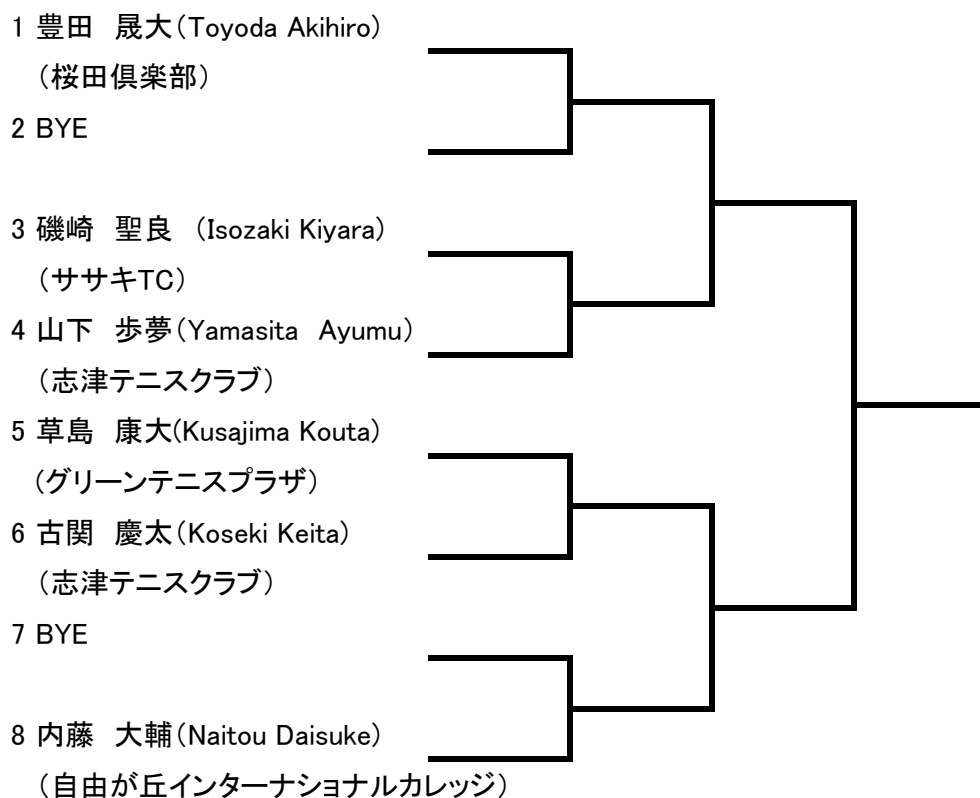 1 豊田　晟大（Toyoda Akihiro）
（桜田倶楽部）
2 BYE
3 磯崎　聖良　（Isozaki Kiyara）
（ササキTC）
4 山下　歩夢（Yamasita　Ayumu）
（志津テニスクラブ）
5 草島　康大(Kusajima Kouta)
(グリーンテニスプラザ）
6 古関　慶太（Koseki Keita）
（志津テニスクラブ）
7 BYE
8 内藤　大輔（Naitou Daisuke）
（自由が丘インターナショナルカレッジ）